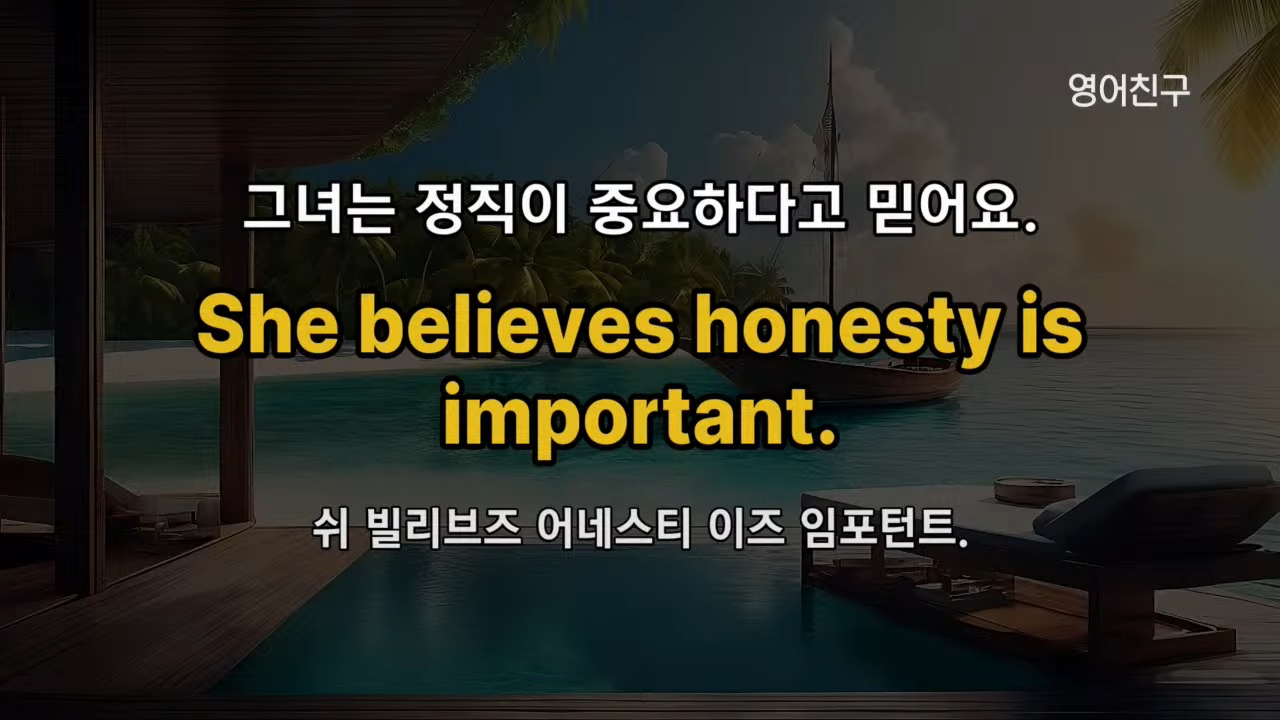 영어친구
그녀는 정직이 중요하다고 믿어요.
She believes honesty is
important.
쉬 빌리브즈 어네스티 이즈 임포턴트.